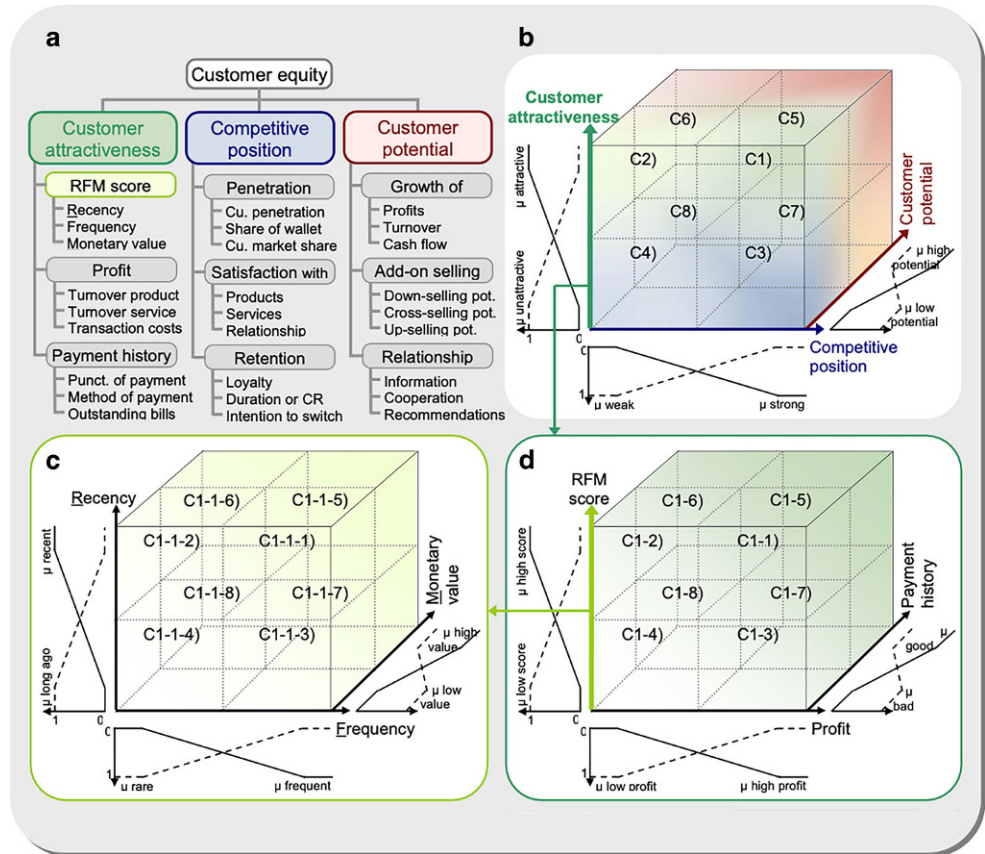 a
Customer equity
Customer
attractiveness
Competitive
position
Customer
potential
RFM score
Recency
Frequency
Monetary value
Profit
Turnover product
Turnover service
Transaction costs
Payment history
Punct. of payment
Method of payment
Outstanding bills
Penetration
Cu. penetration
Share of wallet
Cu. market share
Satisfaction with
Products
Services
Relationship
Retention
Loyalty
Duration or CR
Intention to switch
Growth of
Profits
Turnover
Cash flow
Add-on selling
Down-selling pot.
Cross-selling pot.
Up-selling pot.
Relationship
Information
Cooperation
Recommendations
b
Customer
attractiveness
C6)
C5)
C2)
C1)
C8)
C7)
C4)
C3)
Customer
potential
µ attractive
µ unattractive
1
0
µ high
potential
µ low
potential
Competitive
position
0
1
µ weak
µ strong
c
Recency
C1-1-6)
C1-1-5)
C1-1-2)
C1-1-1)
C1-1-8)
C1-1-7)
C1-1-4)
C1-1-3)
Monetary
value
µ recent
µ long ago
1
0
µ high
value
µ low
value
Frequency
0
1
µ rare
µ frequent
d
RFM
score
C1-6)
C1-5)
C1-2)
C1-1)
C1-8)
C1-7)
C1-4)
C1-3)
Payment
history
µ high score
µ low score
1
0
µ
good
µ
bad
Profit
0
1
µ low profit
µ high profit